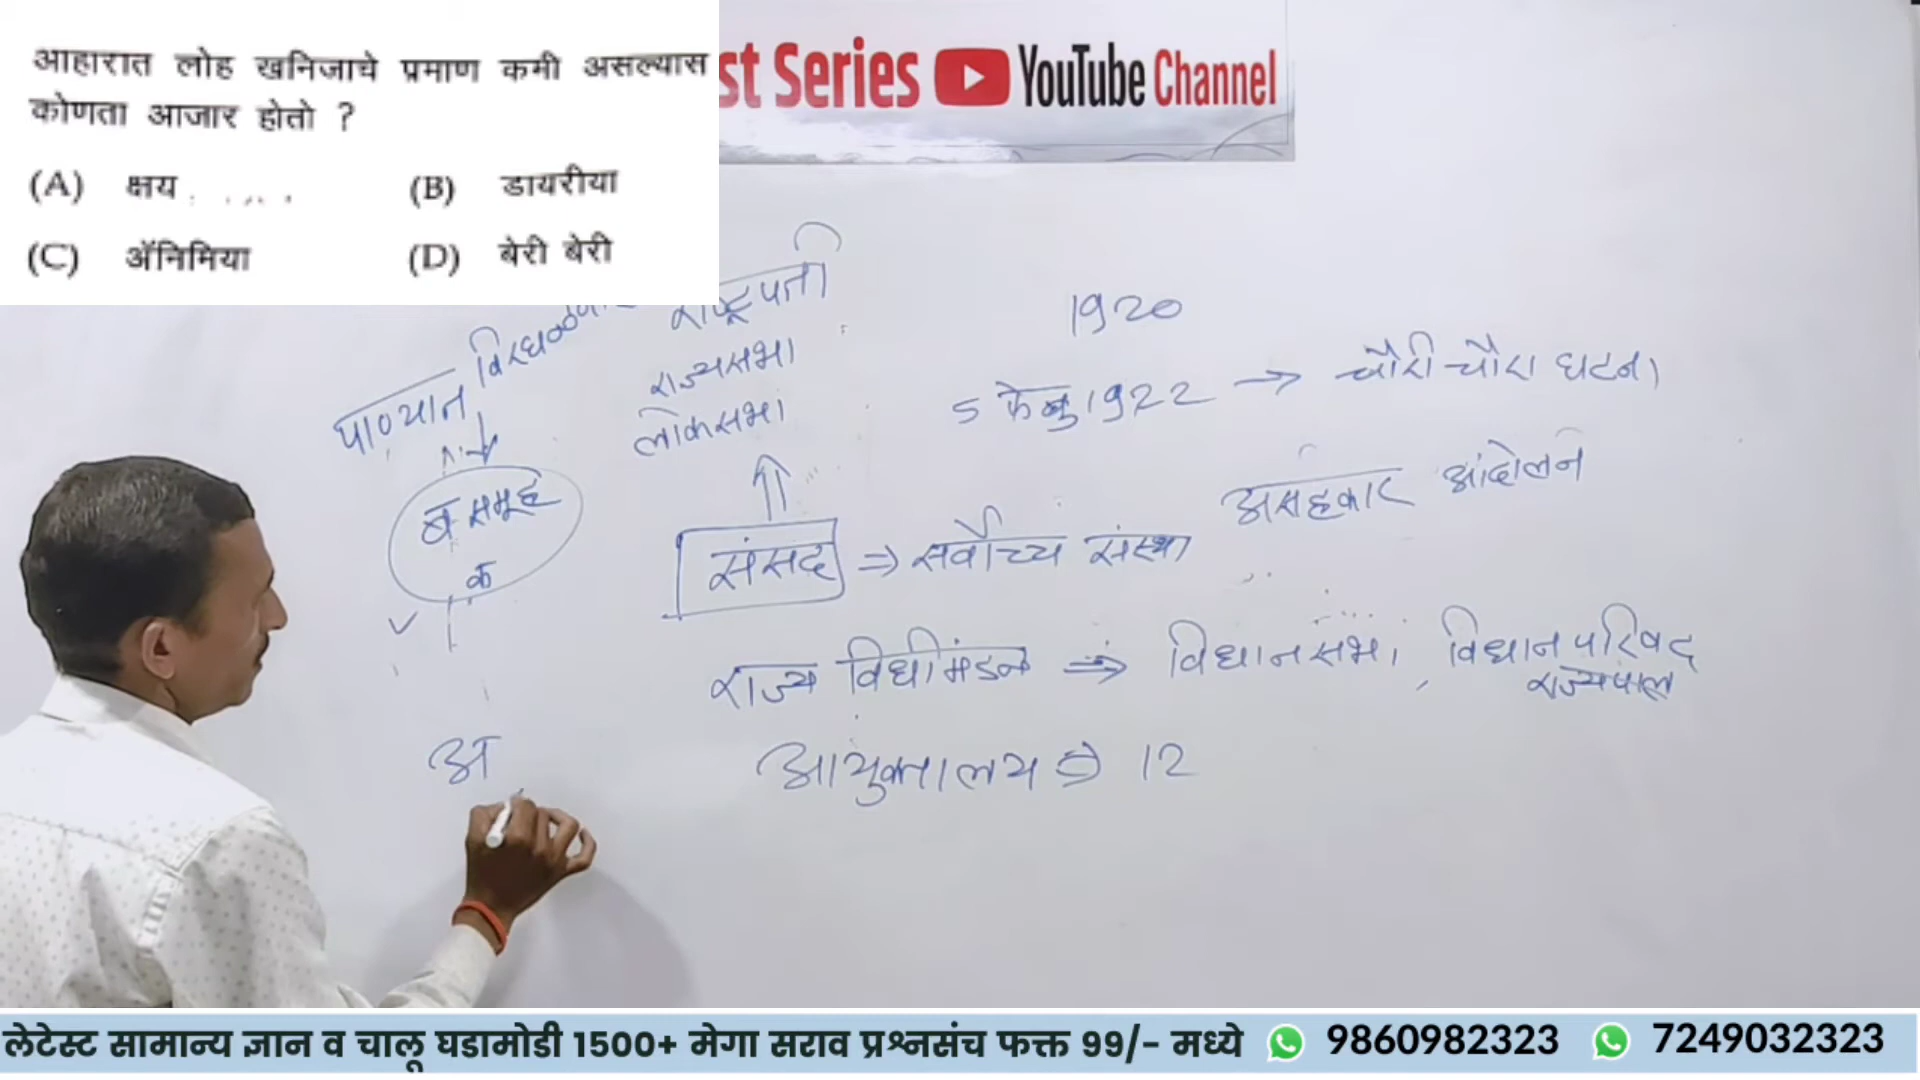 आहारात लोह खनिजाचे प्रमाण कमी असल्यास
कोणता आजार होतो ?
(A) क्षय (B) डायरीया
(C) ॲनिमिया (D) बेरी बेरी
st Series YouTube Channel
राष्ट्रपती
राज्यसभा
लोकसभा
पाण्यात
ब समूह
क
अ
1920
5 फेब्रु 1922 → चौरी चौरा घटना
असहकार आंदोलन
संसद ⇒ सर्वोच्च संस्था
राज्य विधीमंडळ ⇒ विधानसभा, विधान परिषद
राज्यपाल
आयुक्तालय ⇒ 12
लेटेस्ट सामान्य ज्ञान व चालू घडामोडी 1500+ मेगा सराव प्रश्नसंच फक्त 99/- मध्ये 9860982323 7249032323